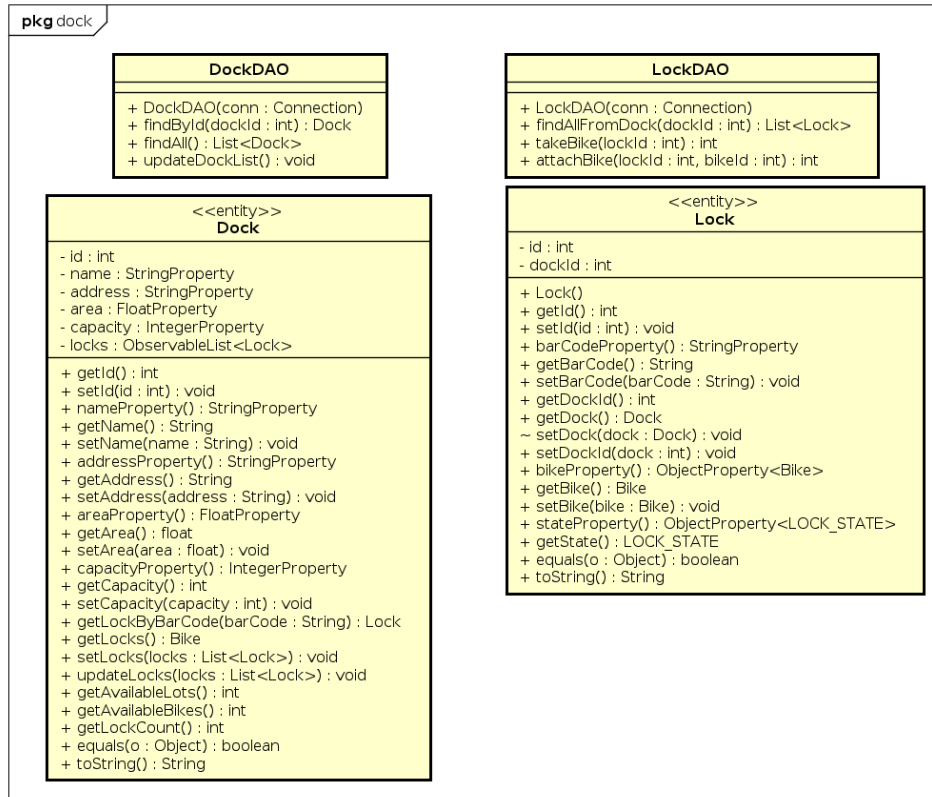 pkg dock
DockDAO
+ DockDAO(conn : Connection)
+ findById(dockId : int) : Dock
+ findAll() : List<Dock>
+ updateDockList() : void
LockDAO
+ LockDAO(conn : Connection)
+ findAllFromDock(dockId : int) : List<Lock>
+ takeBike(lockId : int) : int
+ attachBike(lockId : int, bikeId : int) : int
<<entity>>
Dock
- id : int
- name : StringProperty
- address : StringProperty
- area : FloatProperty
- capacity : IntegerProperty
- locks : ObservableList<Lock>
+ getId() : int
+ setId(id : int) : void
+ nameProperty() : StringProperty
+ getName() : String
+ setName(name : String) : void
+ addressProperty() : StringProperty
+ getAddress() : String
+ setAddress(address : String) : void
+ areaProperty() : FloatProperty
+ getArea() : float
+ setArea(area : float) : void
+ capacityProperty() : IntegerProperty
+ getCapacity() : int
+ setCapacity(capacity : int) : void
+ getLockByBarCode(barCode : String) : Lock
+ getLocks() : Bike
+ setLocks(locks : List<Lock>) : void
+ updateLocks(locks : List<Lock>) : void
+ getAvailableLots() : int
+ getAvailableBikes() : int
+ getLockCount() : int
+ equals(o : Object) : boolean
+ toString() : String
<<entity>>
Lock
- id : int
- dockId : int
+ Lock()
+ getId() : int
+ setId(id : int) : void
+ barCodeProperty() : StringProperty
+ getBarCode() : String
+ setBarCode(barCode : String) : void
+ getDockId() : int
+ getDock() : Dock
~ setDock(dock : Dock) : void
+ setDockId(dock : int) : void
+ bikeProperty() : ObjectProperty<Bike>
+ getBike() : Bike
+ setBike(bike : Bike) : void
+ stateProperty() : ObjectProperty<LOCK_STATE>
+ getState() : LOCK_STATE
+ equals(o : Object) : boolean
+ toString() : String